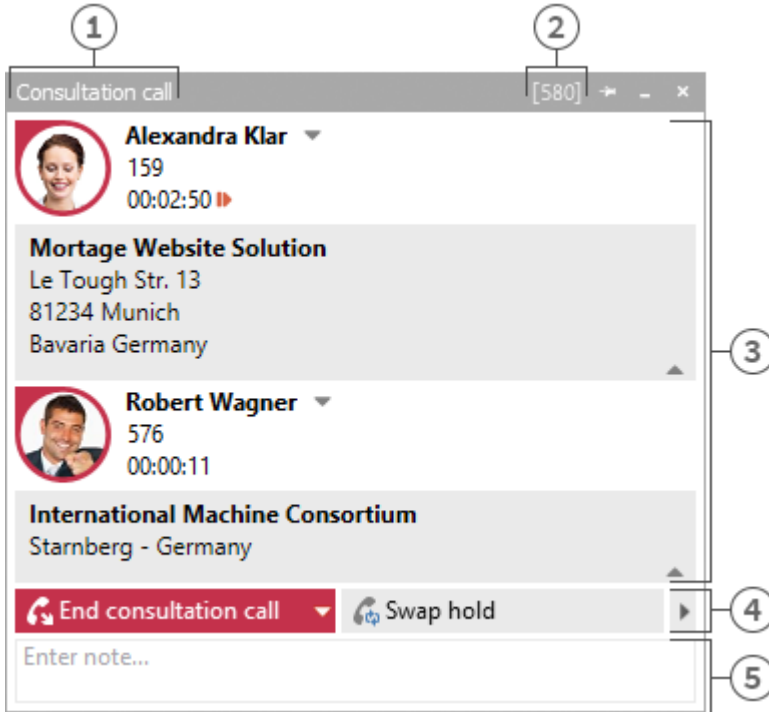 1
2
Consultation call [580]
Alexandra Klar
159
00:02:50
Mortage Website Solution
Le Tough Str. 13
81234 Munich
Bavaria Germany
3
Robert Wagner
576
00:00:11
International Machine Consortium
Starnberg - Germany
End consultation call Swap hold
4
Enter note...
5